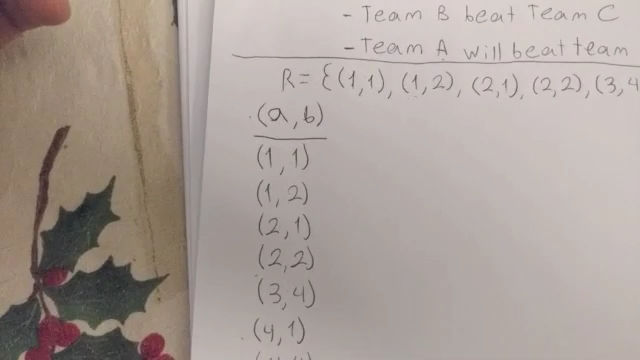 - Team B beat Team C
- Team A will beat team
R = {(1,1), (1,2), (2,1), (2,2), (3,4
(a,b)
(1,1)
(1,2)
(2,1)
(2,2)
(3,4)
(4,1)